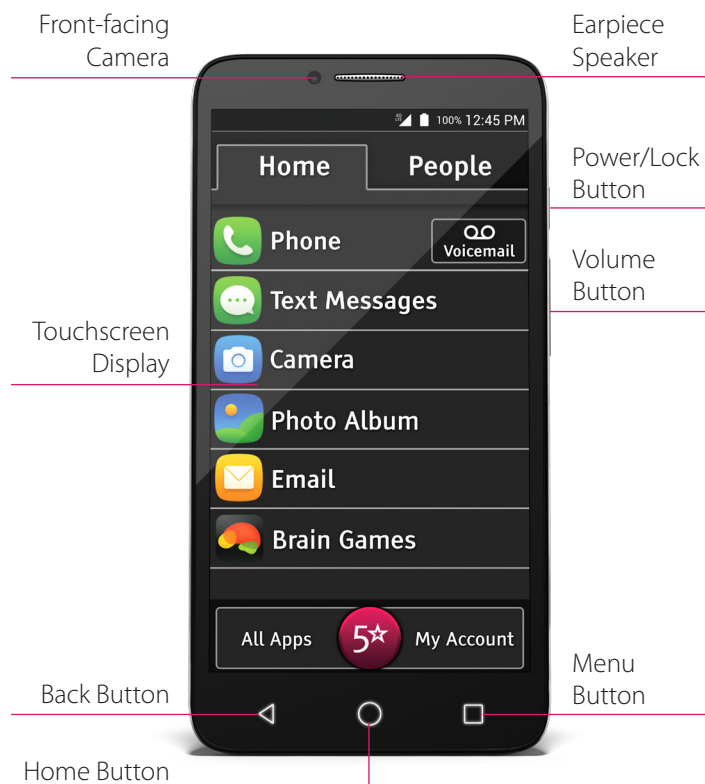 Front-facing
Camera
Earpiece
Speaker
4G
LTE
100% 12:45 PM
Home
People
Power/Lock
Button
Phone
Voicemail
Volume
Button
Text Messages
Touchscreen
Display
Camera
Photo Album
Email
Brain Games
All Apps
5☆
My Account
Menu
Button
Back Button
Home Button